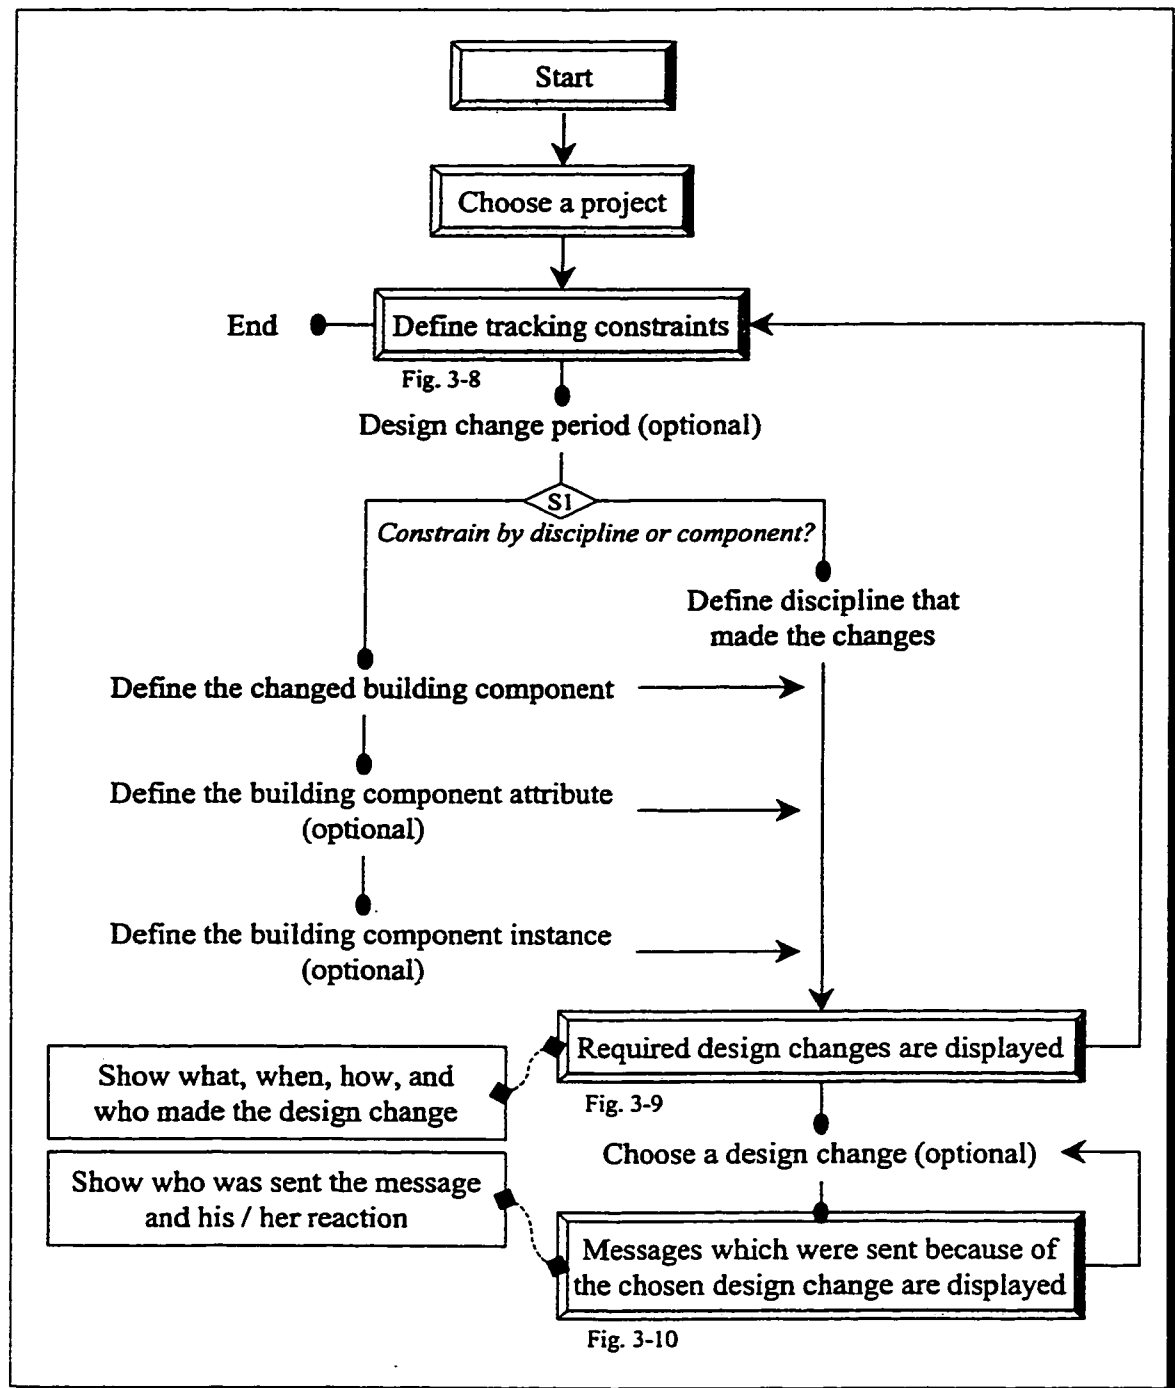 Start
Choose a project
End
Define tracking constraints
Fig. 3-8
Design change period (optional)
S1
Constrain by discipline or component?
Define discipline that
made the changes
Define the changed building component
Define the building component attribute
(optional)
Define the building component instance
(optional)
Required design changes are displayed
Show what, when, how, and
who made the design change
Fig. 3-9
Choose a design change (optional)
Show who was sent the message
and his / her reaction
Messages which were sent because of
the chosen design change are displayed
Fig. 3-10